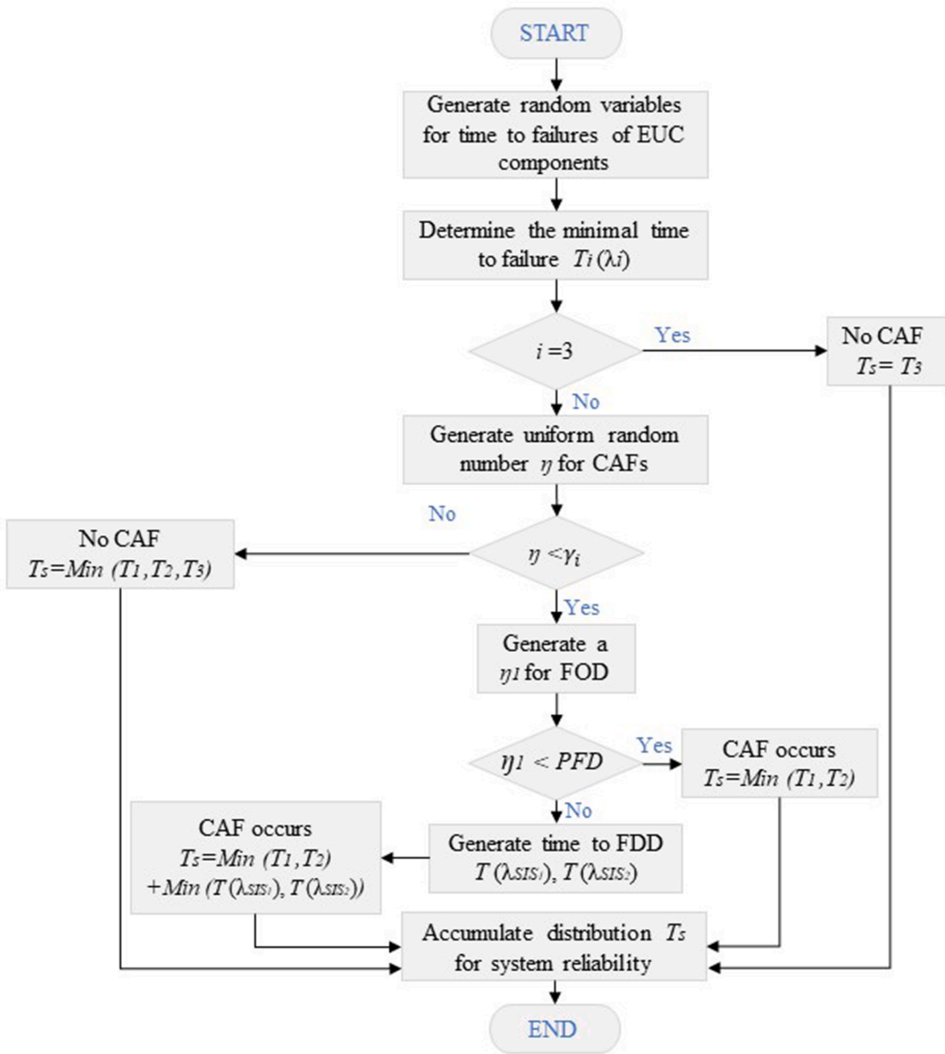 START
Generate random variables
for time to failures of EUC
components
Determine the minimal time
to failure Ti (λi)
i =3
Yes
No CAF
Ts= T3
No
Generate uniform random
number η for CAFs
No
No CAF
Ts=Min (T1,T2,T3)
η <γi
Yes
Generate a
η1 for FOD
η1 < PFD
Yes
CAF occurs
Ts=Min (T1,T2)
No
Generate time to FDD
T (λSIS1), T (λSIS2)
CAF occurs
Ts=Min (T1,T2)
+Min (T (λSIS1), T (λSIS2))
Accumulate distribution Ts
for system reliability
END